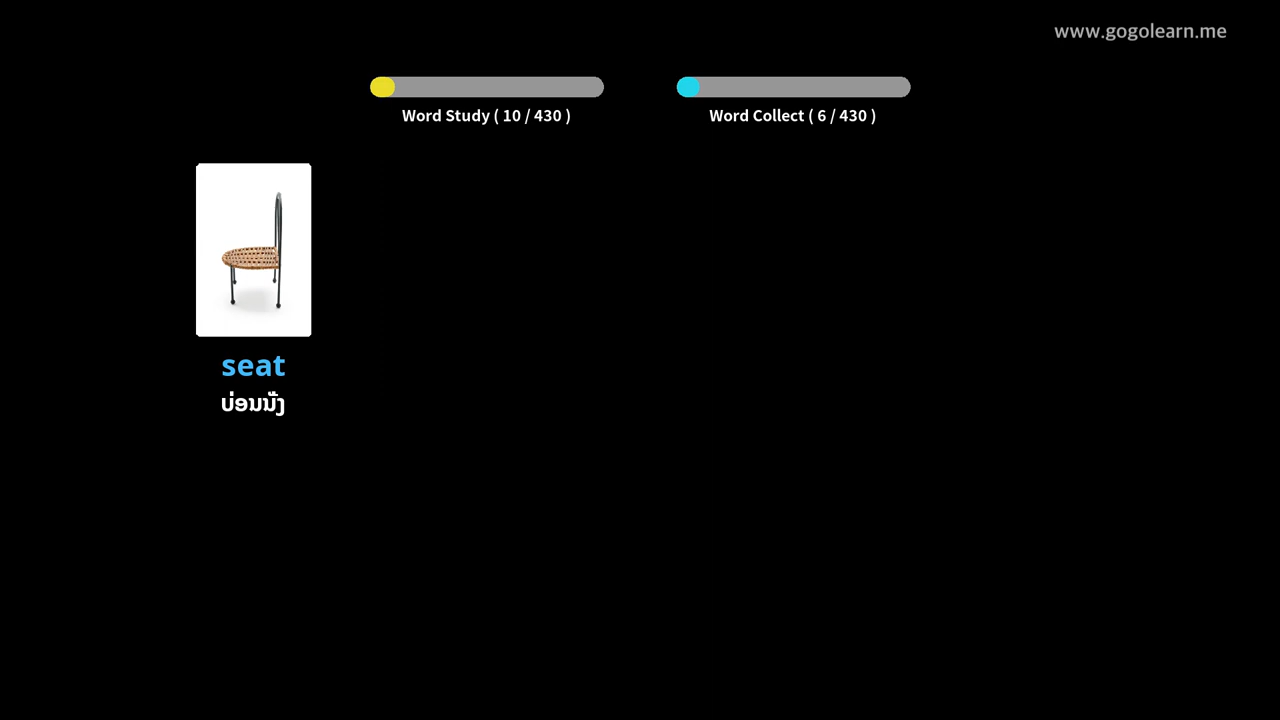 www.gogolearn.me
Word Study ( 10 / 430 )
Word Collect ( 6 / 430 )
seat
ບ່ອນນັ່ງ